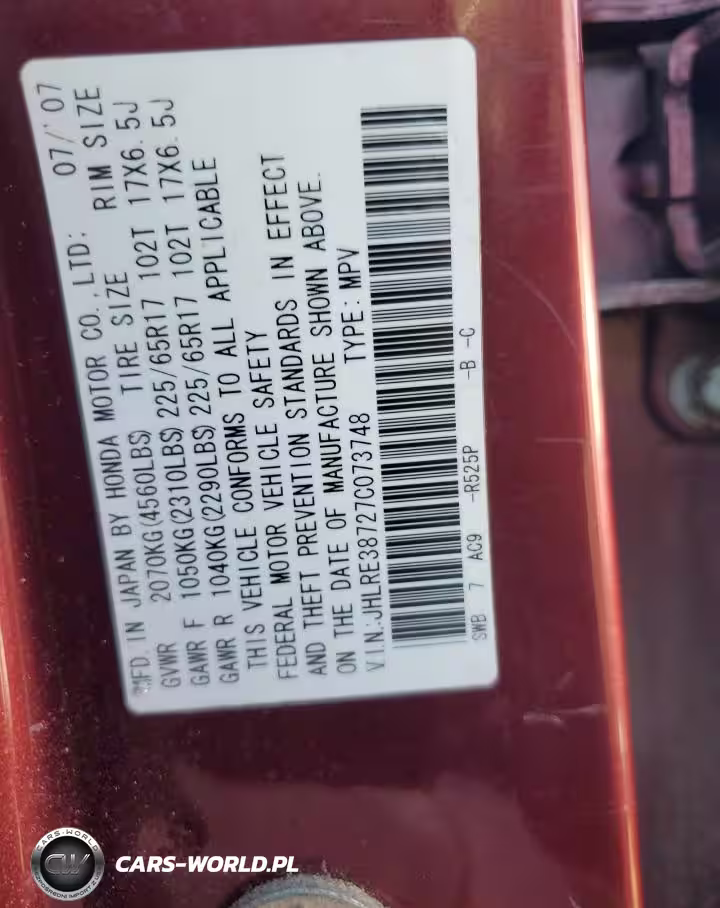 MFD. IN JAPAN BY HONDA MOTOR CO., LTD: 07/'07
GVWR 2070KG(4560LBS) TIRE SIZE RIM SIZE
GAWR F 1050KG(2310LBS) 225/65R17 102T 17X6. 5J
GAWR R 1040KG(2290LBS) 225/65R17 102T 17X6. 5J
THIS VEHICLE CONFORMS TO ALL APPLICABLE
FEDERAL MOTOR VEHICLE SAFETY
AND THEFT PREVENTION STANDARDS IN EFFECT
ON THE DATE OF MANUFACTURE SHOWN ABOVE.
V.I.N.:JHLRE38727C073748 TYPE: MPV
SWB 7 AC9 -R525P -B -C
CARS-WORLD
CW
CARS-WORLD.PL